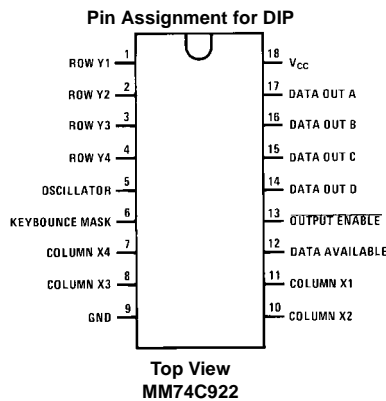 Pin Assignment for DIP
ROW Y1 1 18 VCC
ROW Y2 2 17 DATA OUT A
ROW Y3 3 16 DATA OUT B
ROW Y4 4 15 DATA OUT C
OSCILLATOR 5 14 DATA OUT D
KEYBOUNCE MASK 6 13 OUTPUT ENABLE
COLUMN X4 7 12 DATA AVAILABLE
COLUMN X3 8 11 COLUMN X1
GND 9 10 COLUMN X2
Top View
MM74C922